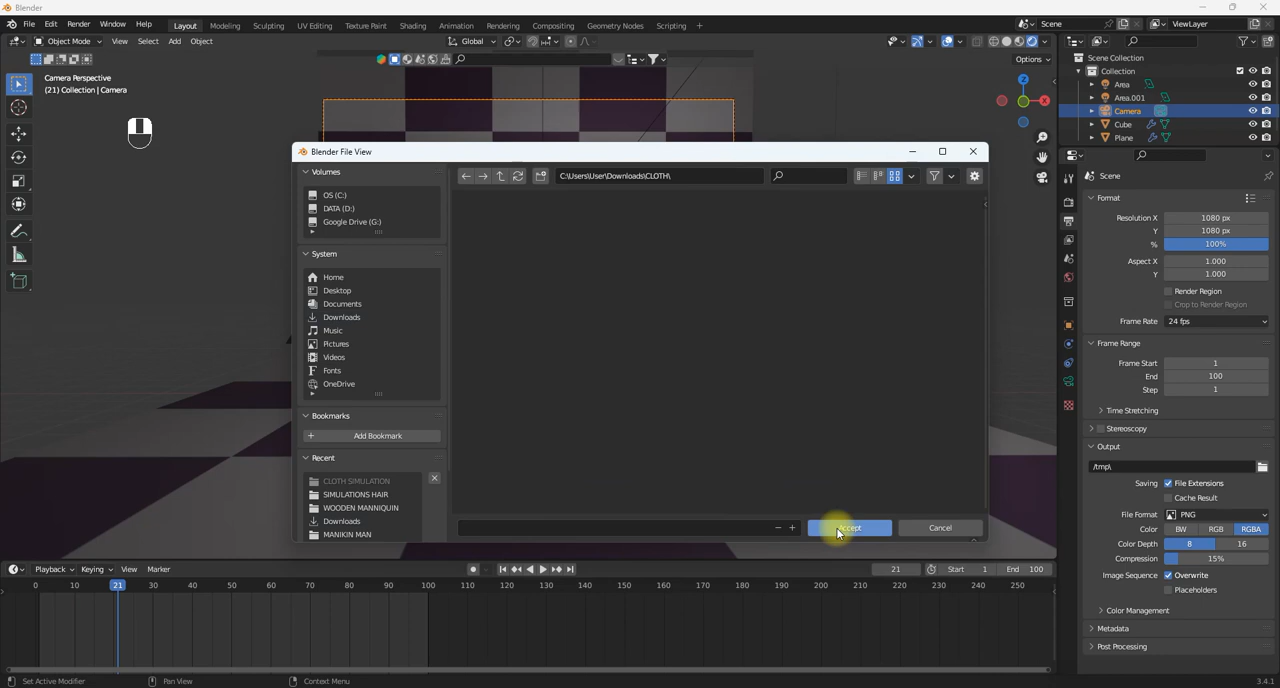 Blender
File Edit Render Window Help Layout Modeling Sculpting UV Editing Texture Paint Shading Animation Rendering Compositing Geometry Nodes Scripting + Scene ViewLayer
Object Mode View Select Add Object Global
Options
Camera Perspective
(21) Collection | Camera
X
Z
Scene Collection
Collection
Area
Area.001
Camera
Cube
Plane
Blender File View
Volumes
OS (C:)
DATA (D:)
Google Drive (G:)
System
Home
Desktop
Documents
Downloads
Music
Pictures
Videos
Fonts
OneDrive
Bookmarks
Add Bookmark
Recent
CLOTH SIMULATION
SIMULATIONS HAIR
WOODEN MANNIQUIN
Downloads
MANIKIN MAN
C:\Users\User\Downloads\CLOTH\
Accept Cancel
Scene
Format
Resolution X 1080 px
Y 1080 px
% 100%
Aspect X 1.000
Y 1.000
Render Region
Crop to Render Region
Frame Rate 24 fps
Frame Range
Frame Start 1
End 100
Step 1
Time Stretching
Stereoscopy
Output
/tmp\
Saving File Extensions
Cache Result
File Format PNG
Color BW RGB RGBA
Color Depth 8 16
Compression 15%
Image Sequence Overwrite
Placeholders
Color Management
Metadata
Post Processing
Playback Keying View Marker 21 Start 1 End 100
0 10 21 30 40 50 60 70 80 90 100 110 120 130 140 150 160 170 180 190 200 210 220 230 240 250
Set Active Modifier Pan View Context Menu 3.4.1